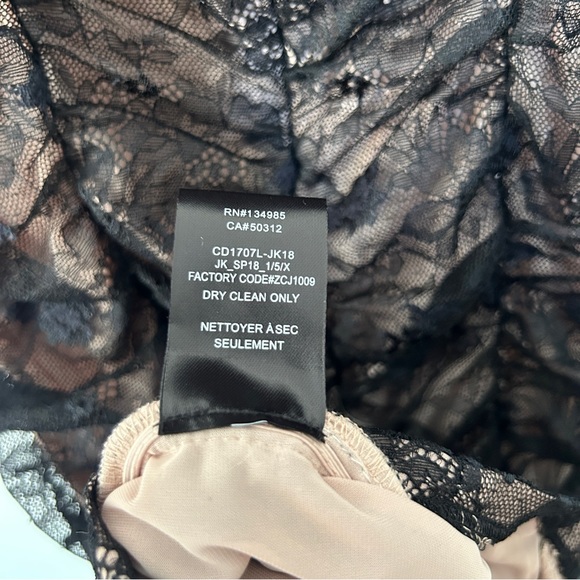 RN#134985
CA#50312
CD1707L-JK18
JK_SP18_1/5/X
FACTORY CODE#ZCJ1009
DRY CLEAN ONLY
NETTOYER À SEC
SEULEMENT